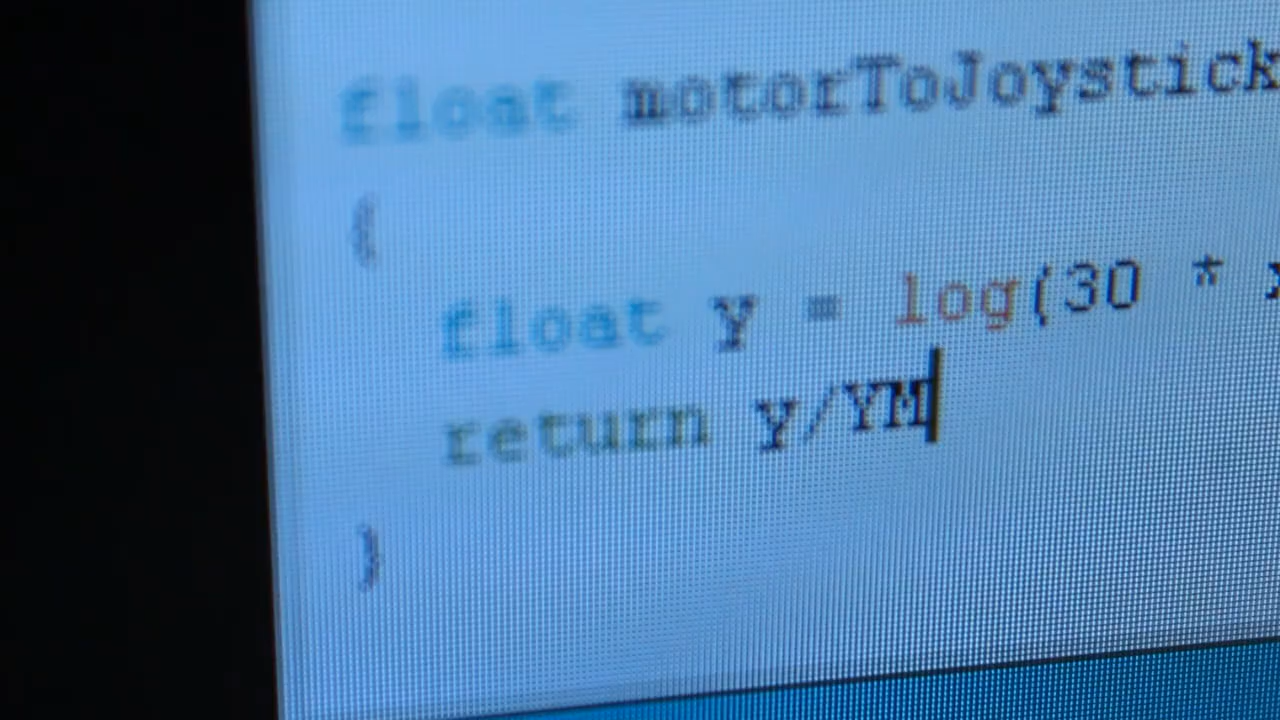 float motorToJoystick
{
float y = log(30 *
return y/YM
}